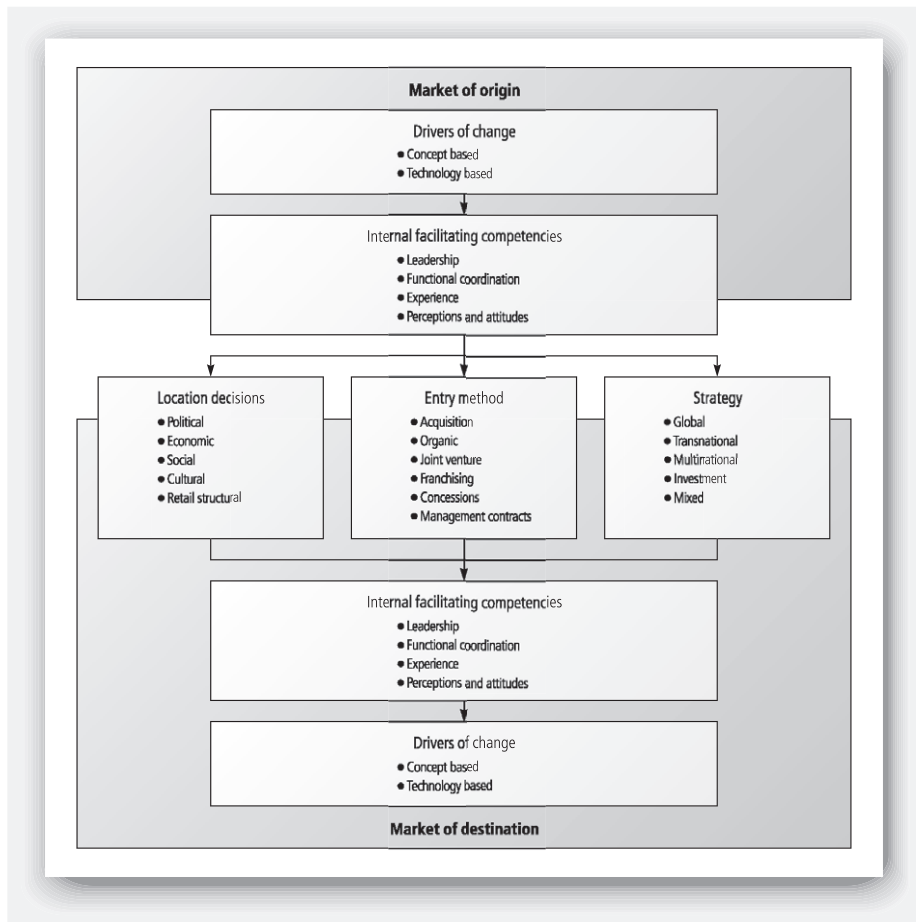 Market of origin
Drivers of change
● Concept based
● Technology based
Internal facilitating competencies
● Leadership
● Functional coordination
● Experience
● Perceptions and attitudes
Location decisions
● Political
● Economic
● Social
● Cultural
● Retail structural
Entry method
● Acquisition
● Organic
● Joint venture
● Franchising
● Concessions
● Management contracts
Strategy
● Global
● Transnational
● Multinational
● Investment
● Mixed
Internal facilitating competencies
● Leadership
● Functional coordination
● Experience
● Perceptions and attitudes
Drivers of change
● Concept based
● Technology based
Market of destination